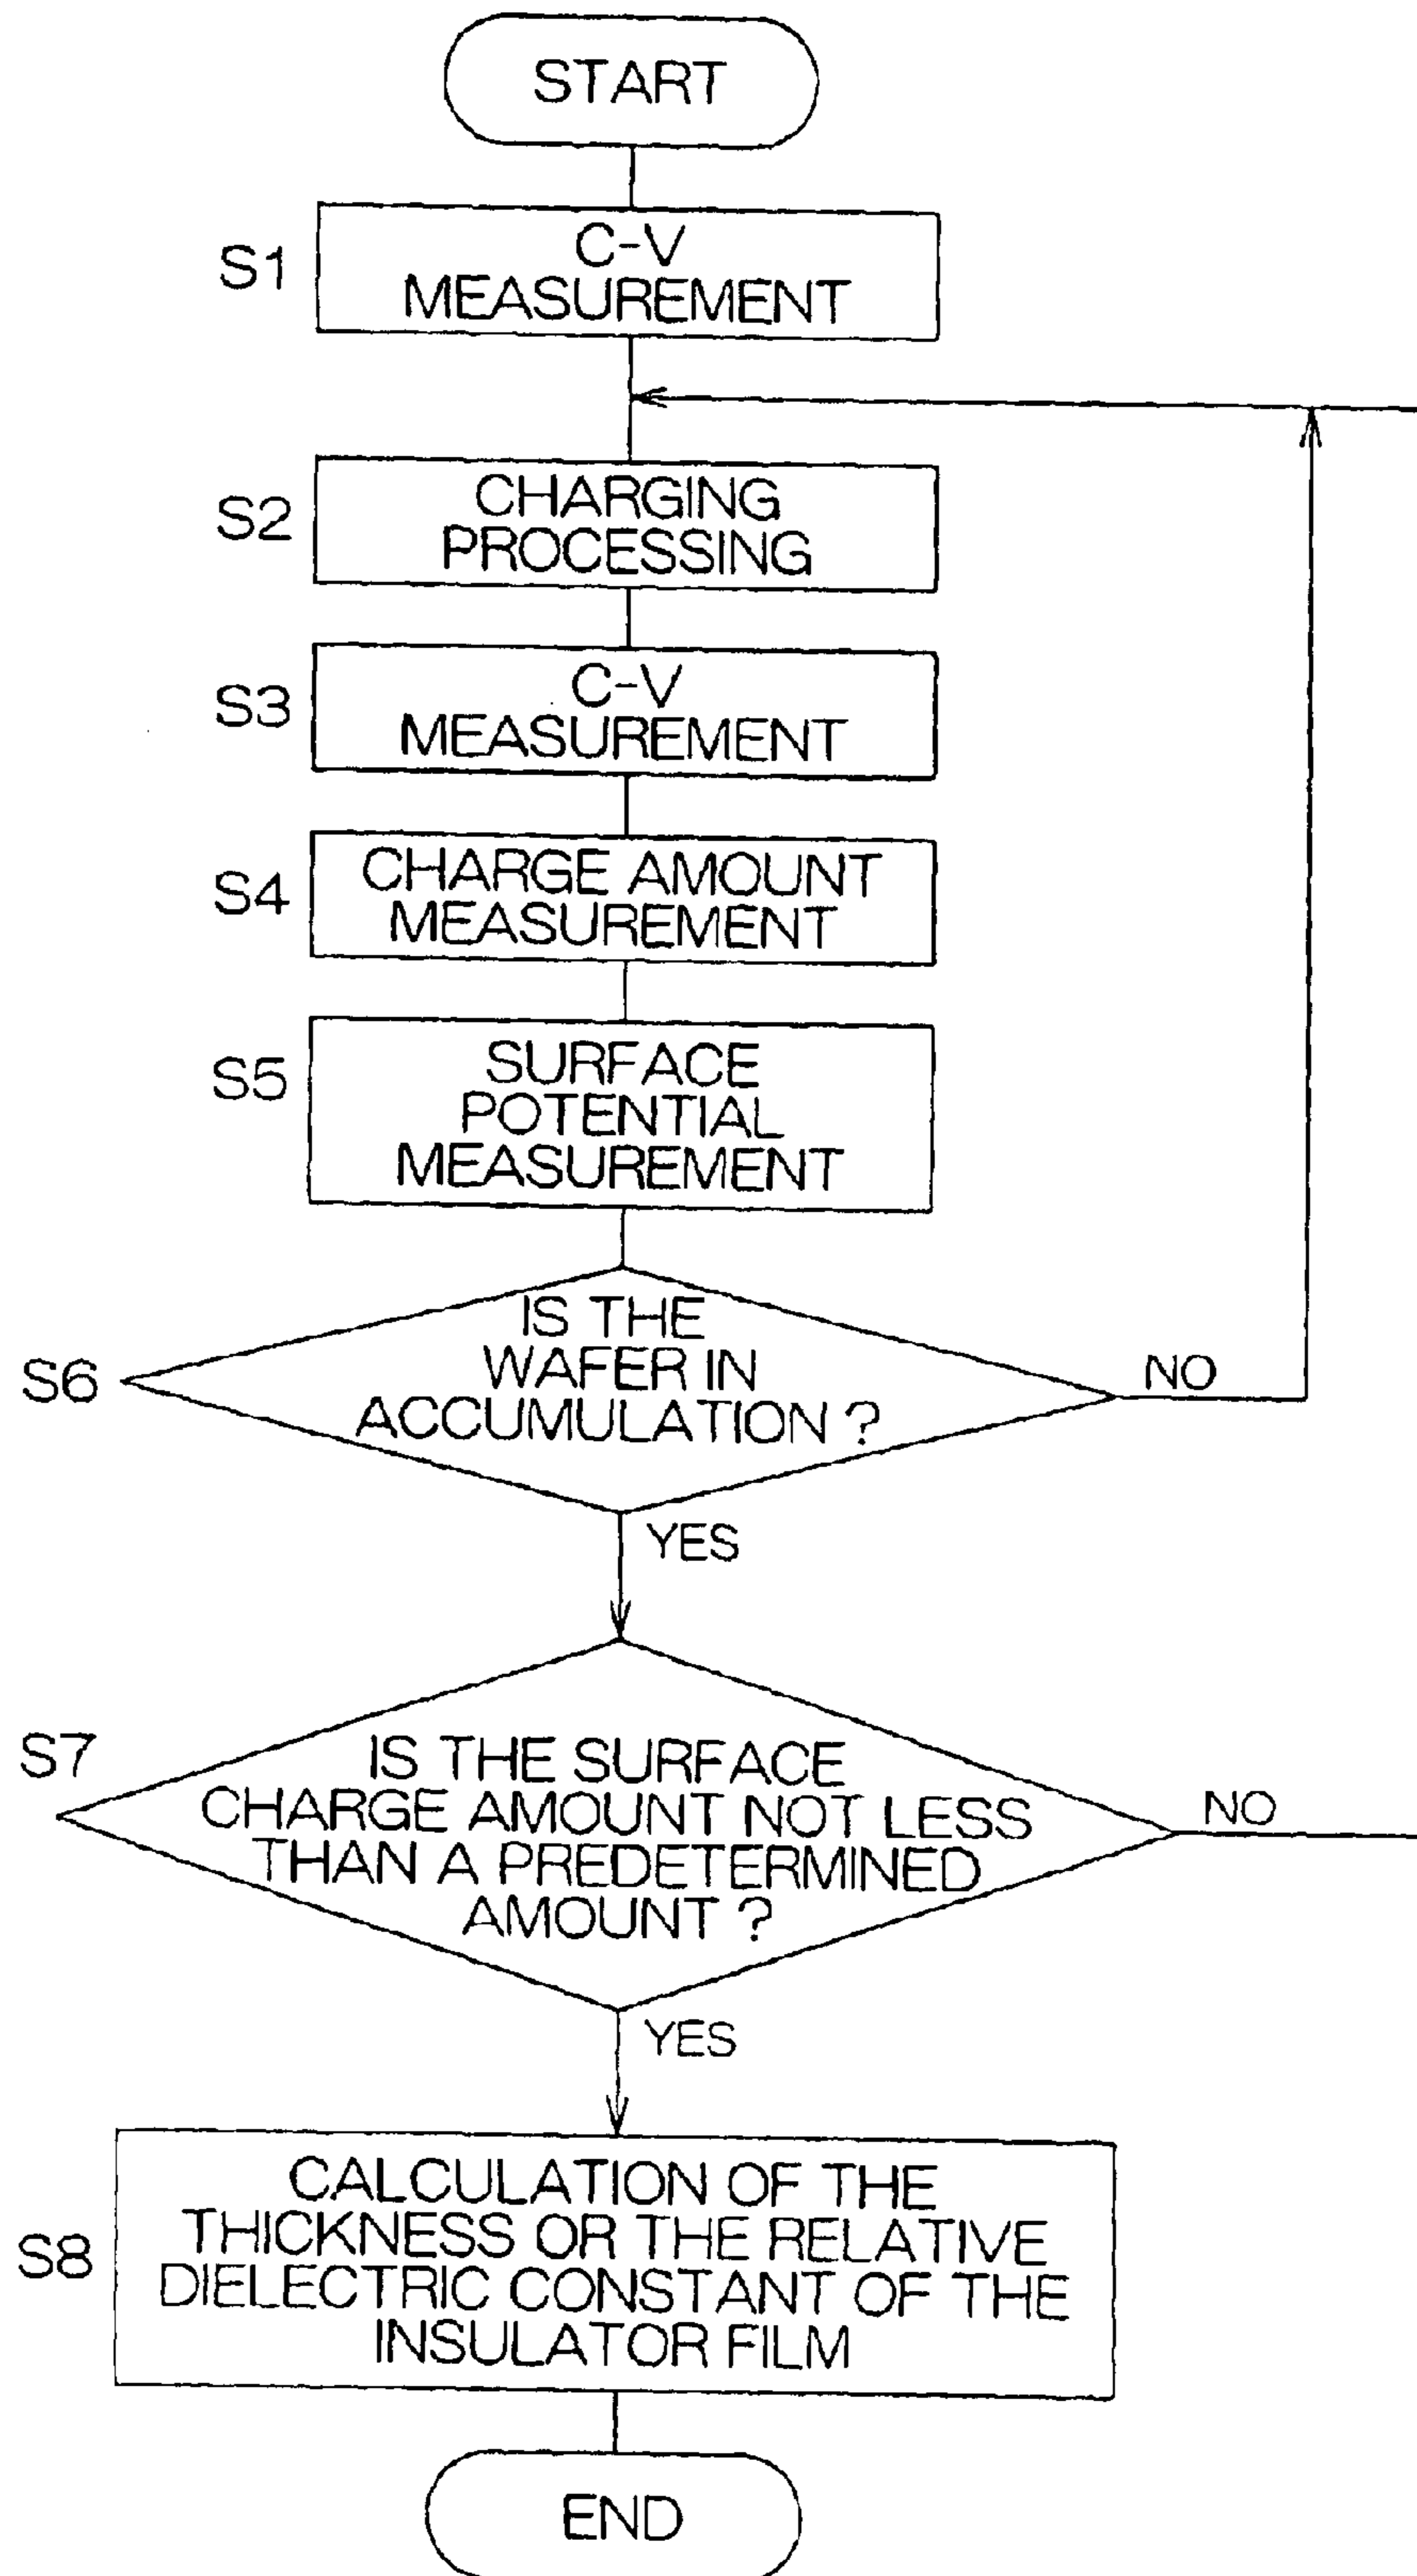 START
S1
C-V
MEASUREMENT
S2
CHARGING
PROCESSING
S3
C-V
MEASUREMENT
S4
CHARGE AMOUNT
MEASUREMENT
S5
SURFACE
POTENTIAL
MEASUREMENT
S6
IS THE
WAFER IN
ACCUMULATION ?
NO
YES
S7
IS THE SURFACE
CHARGE AMOUNT NOT LESS
THAN A PREDETERMINED
AMOUNT ?
NO
YES
S8
CALCULATION OF THE
THICKNESS OR THE RELATIVE
DIELECTRIC CONSTANT OF THE
INSULATOR FILM
END